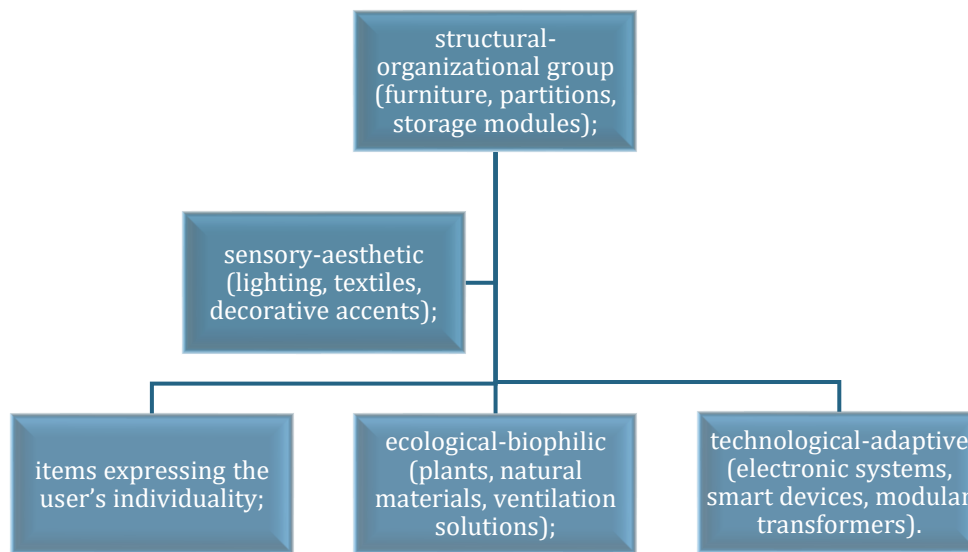 structural-
organizational group
(furniture, partitions,
storage modules);
sensory-aesthetic
(lighting, textiles,
decorative accents);
items expressing the
user’s individuality;
ecological-biophilic
(plants, natural
materials, ventilation
solutions);
technological-adaptive
(electronic systems,
smart devices, modular
transformers).